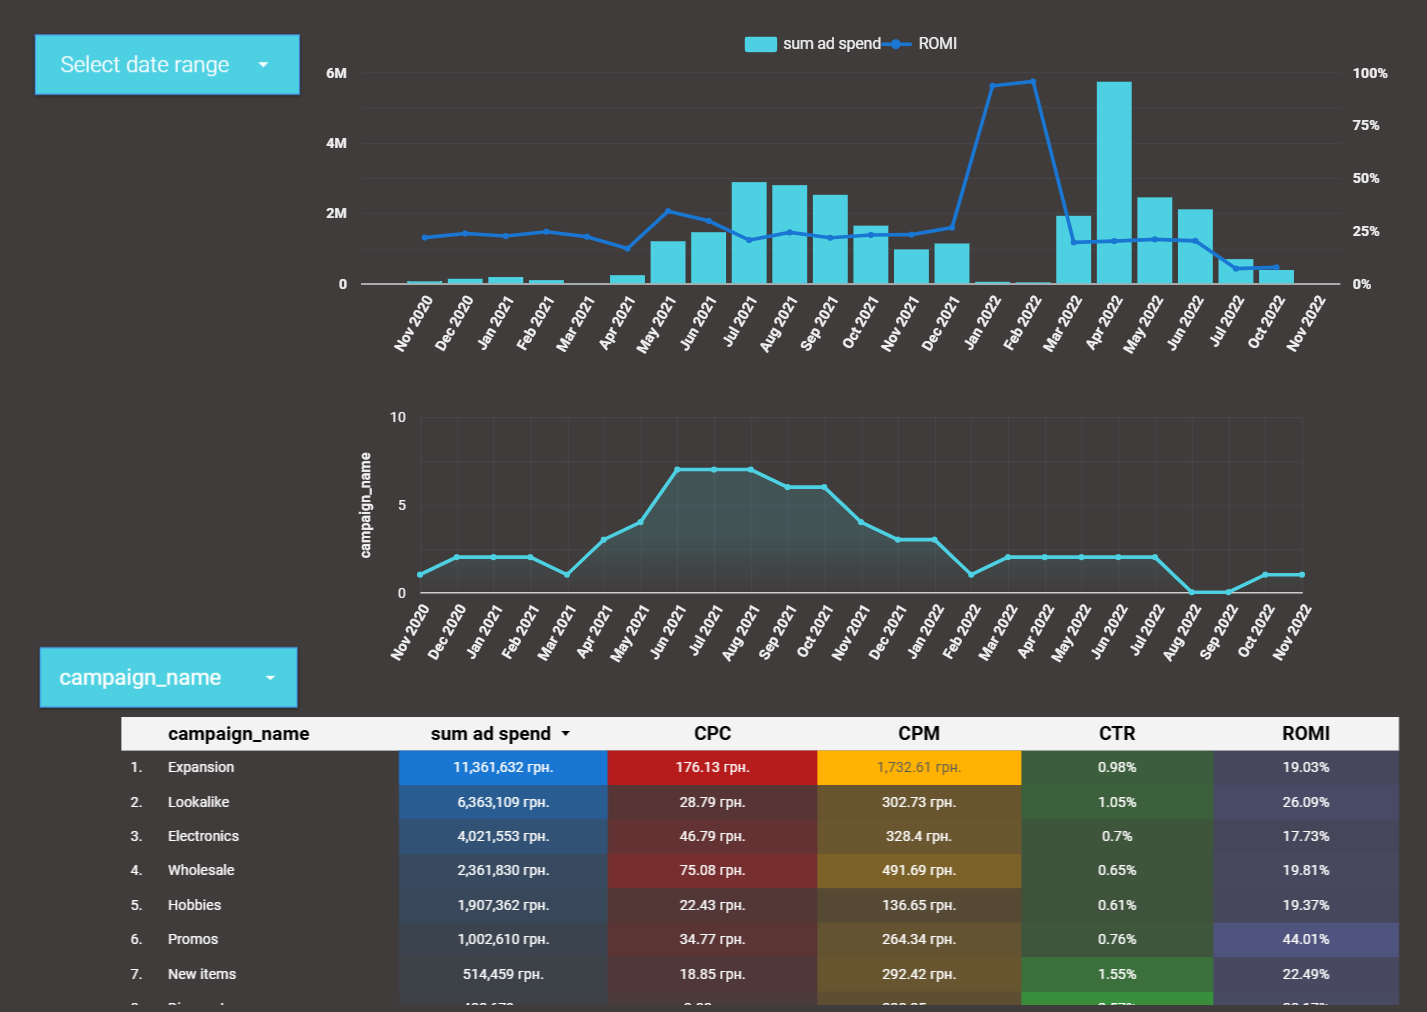 Select date range
sum ad spend ROMI
6M 100%
75%
4M
50%
2M
25%
0 0%
Nov 2020 Dec 2020 Jan 2021 Feb 2021 Mar 2021 Apr 2021 May 2021 Jun 2021 Jul 2021 Aug 2021 Sep 2021 Oct 2021 Nov 2021 Dec 2021 Jan 2022 Feb 2022 Mar 2022 Apr 2022 May 2022 Jun 2022 Jul 2022 Oct 2022 Nov 2022
campaign_name
10
5
0
Nov 2020 Dec 2020 Jan 2021 Feb 2021 Mar 2021 Apr 2021 May 2021 Jun 2021 Jul 2021 Aug 2021 Sep 2021 Oct 2021 Nov 2021 Dec 2021 Jan 2022 Feb 2022 Mar 2022 Apr 2022 May 2022 Jun 2022 Jul 2022 Aug 2022 Sep 2022 Oct 2022 Nov 2022
campaign_name
campaign_name sum ad spend CPC CPM CTR ROMI
1. Expansion 11,361,632 грн. 176.13 грн. 1,732.61 грн. 0.98% 19.03%
2. Lookalike 6,363,109 грн. 28.79 грн. 302.73 грн. 1.05% 26.09%
3. Electronics 4,021,553 грн. 46.79 грн. 328.4 грн. 0.7% 17.73%
4. Wholesale 2,361,830 грн. 75.08 грн. 491.69 грн. 0.65% 19.81%
5. Hobbies 1,907,362 грн. 22.43 грн. 136.65 грн. 0.61% 19.37%
6. Promos 1,002,610 грн. 34.77 грн. 264.34 грн. 0.76% 44.01%
7. New items 514,459 грн. 18.85 грн. 292.42 грн. 1.55% 22.49%